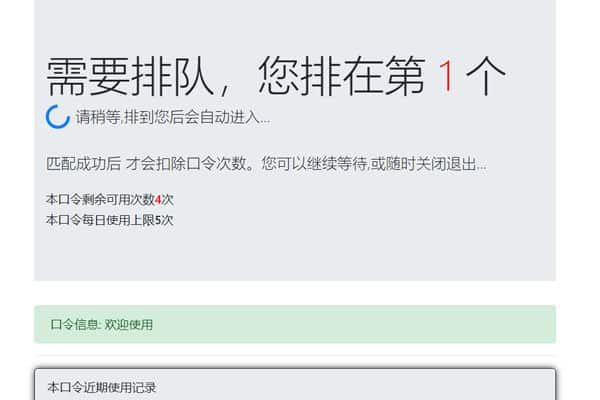 需要排队，您排在第 1 个
请稍等,排到您后会自动进入...
匹配成功后 才会扣除口令次数。您可以继续等待,或随时关闭退出...
本口令剩余可用次数4次
本口令每日使用上限5次
口令信息: 欢迎使用
本口令近期使用记录